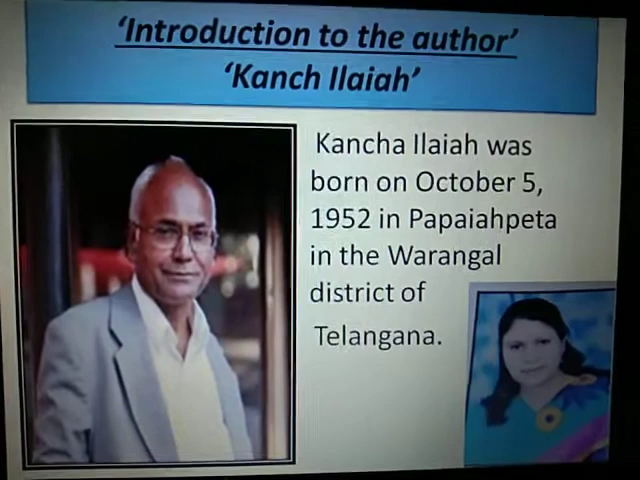 ‘Introduction to the author’
‘Kanch Ilaiah’
Kancha Ilaiah was
born on October 5,
1952 in Papaiahpeta
in the Warangal
district of
Telangana.